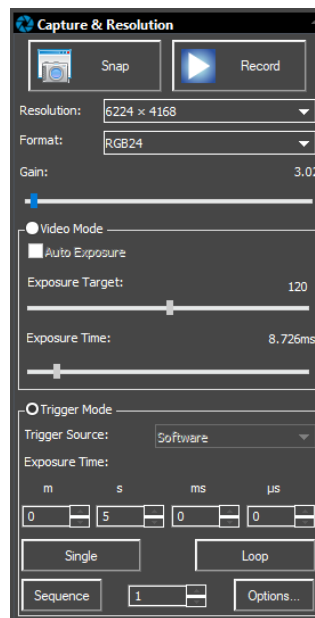 Capture & Resolution
Snap Record
Resolution: 6224 × 4168
Format: RGB24
Gain: 3.02
Video Mode
Auto Exposure
Exposure Target: 120
Exposure Time: 8.726ms
Trigger Mode
Trigger Source: Software
Exposure Time:
m s ms µs
0 5 0 0
Single Loop
Sequence 1 Options...